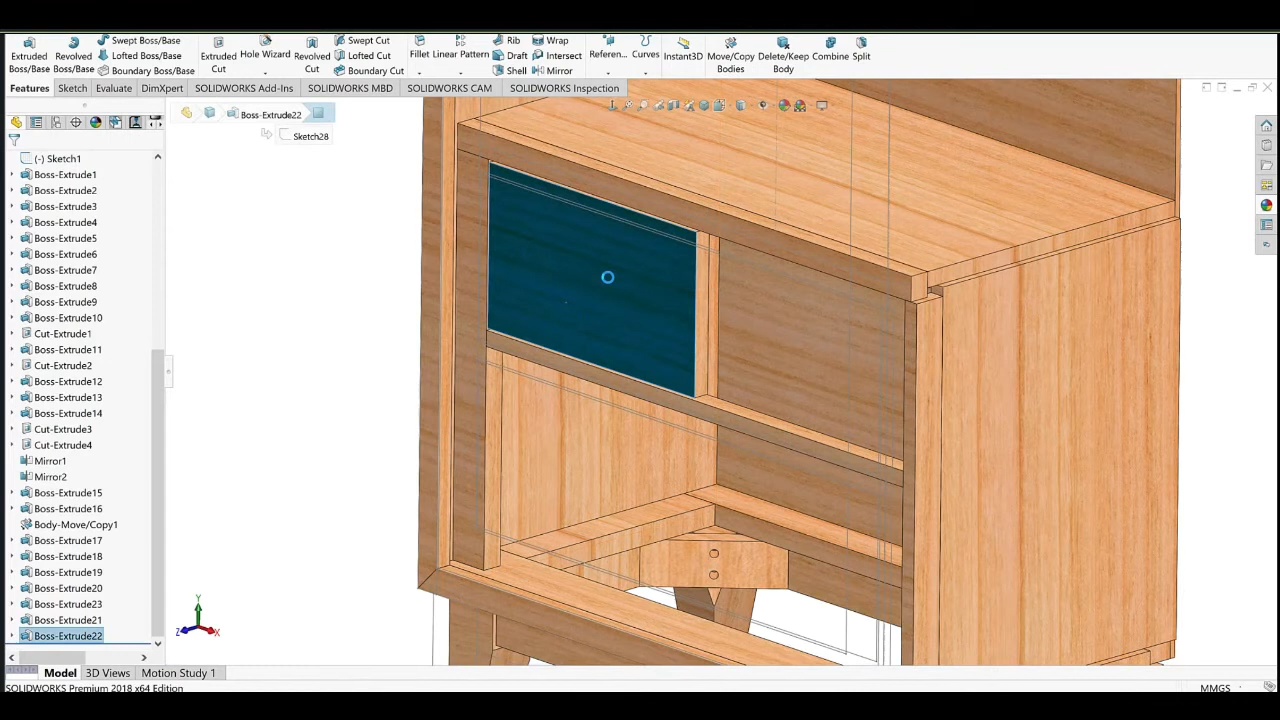 Extruded Boss/Base
Revolved Boss/Base
Swept Boss/Base
Lofted Boss/Base
Boundary Boss/Base
Extruded Cut
Hole Wizard
Revolved Cut
Swept Cut
Lofted Cut
Boundary Cut
Fillet
Linear Pattern
Rib
Draft
Shell
Wrap
Intersect
Mirror
Referen...
Curves
Instant3D
Move/Copy Bodies
Delete/Keep Body
Combine
Split
Features
Sketch
Evaluate
DimXpert
SOLIDWORKS Add-Ins
SOLIDWORKS MBD
SOLIDWORKS CAM
SOLIDWORKS Inspection
Boss-Extrude22
Sketch28
(-) Sketch1
Boss-Extrude1
Boss-Extrude2
Boss-Extrude3
Boss-Extrude4
Boss-Extrude5
Boss-Extrude6
Boss-Extrude7
Boss-Extrude8
Boss-Extrude9
Boss-Extrude10
Cut-Extrude1
Boss-Extrude11
Cut-Extrude2
Boss-Extrude12
Boss-Extrude13
Boss-Extrude14
Cut-Extrude3
Cut-Extrude4
Mirror1
Mirror2
Boss-Extrude15
Boss-Extrude16
Body-Move/Copy1
Boss-Extrude17
Boss-Extrude18
Boss-Extrude19
Boss-Extrude20
Boss-Extrude23
Boss-Extrude21
Boss-Extrude22
Y
Z
X
Model
3D Views
Motion Study 1
SOLIDWORKS Premium 2018 x64 Edition
MMGS